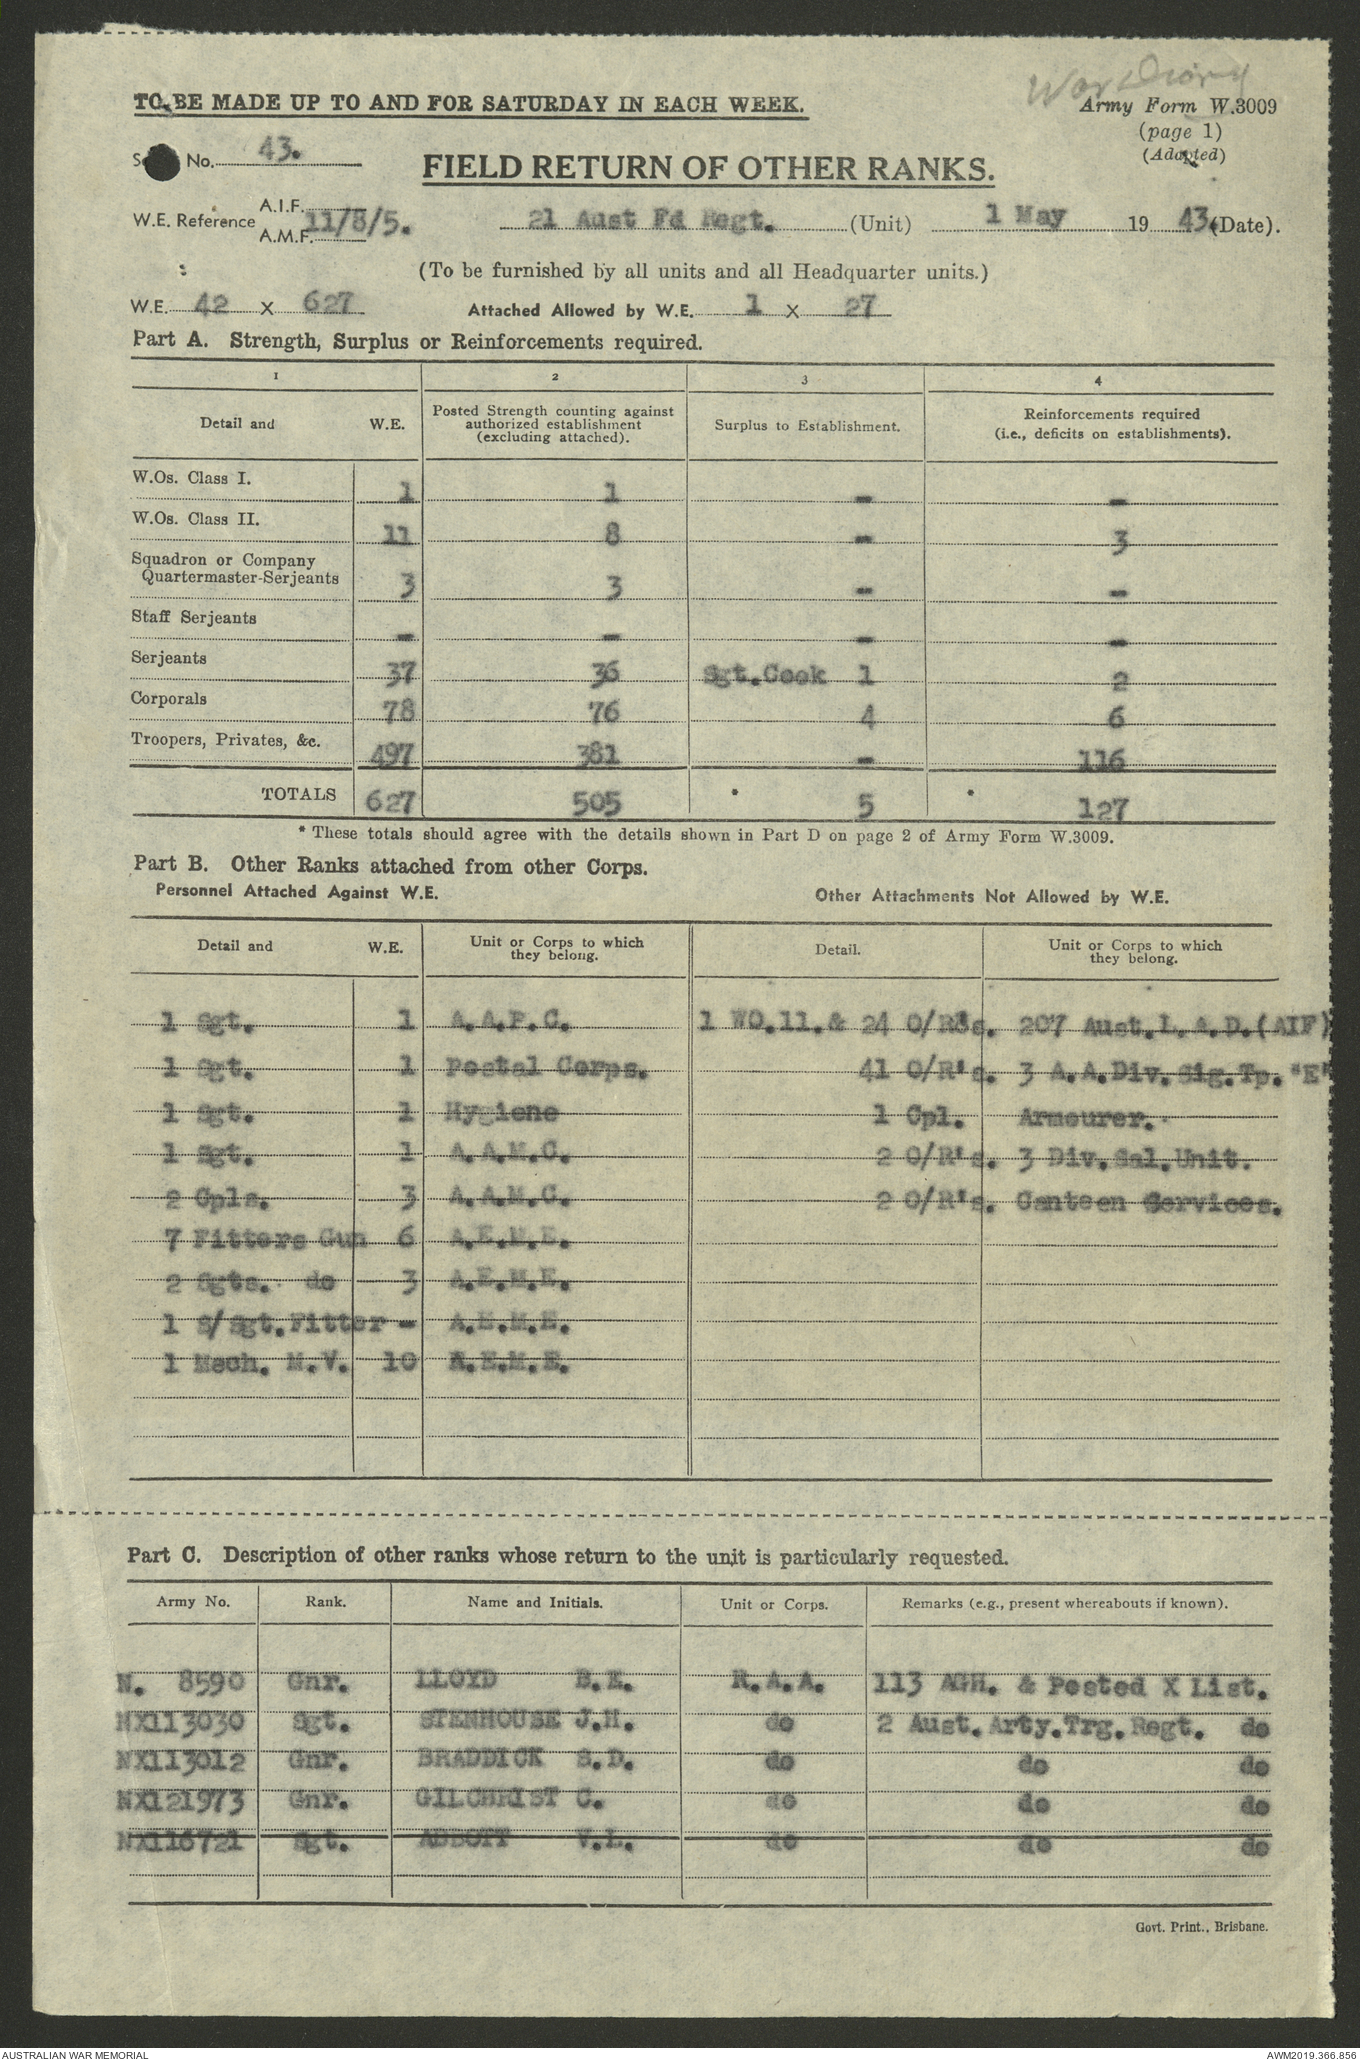 War Diary
TO BE MADE UP TO AND FOR SATURDAY IN EACH WEEK.
Army Form W.3009
(page 1)
(Adapted)
No. 43.
FIELD RETURN OF OTHER RANKS.
W.E. Reference A.I.F. A.M.F. 11/8/5. 21 Aust Fd Regt. (Unit) 1 May 19 43. (Date).
(To be furnished by all units and all Headquarter units.)
W.E. 42 X 627 Attached Allowed by W.E. 1 X 27
Part A. Strength, Surplus or Reinforcements required.
1 2 3 4
Detail and W.E. Posted Strength counting against authorized establishment (excluding attached). Surplus to Establishment. Reinforcements required (i.e., deficits on establishments).
W.Os. Class I. 1 1 - -
W.Os. Class II. 11 8 - 3
Squadron or Company
Quartermaster-Serjeants 3 3 - -
Staff Serjeants - - - -
Serjeants 37 36 Sgt.Cook 1 2
Corporals 78 76 4 6
Troopers, Privates, &c. 497 381 - 116
TOTALS 627 505 * 5 * 127
* These totals should agree with the details shown in Part D on page 2 of Army Form W.3009.
Part B. Other Ranks attached from other Corps.
Personnel Attached Against W.E. Other Attachments Not Allowed by W.E.
Detail and W.E. Unit or Corps to which they belong. Detail. Unit or Corps to which they belong.
1 Sgt. 1 A.A.P.C. 1 WO.11.& 24 O/R's. 207 Aust.L.A.D.(AIF)
1 Sgt. 1 Postal Corps. 41 O/R's. 3 A.A.Div.Sig.Tp."E"
1 Sgt. 1 Hygiene 1 Cpl. Armourer.
1 Sgt. 1 A.A.M.C. 2 O/R's. 3 Div.Sal.Unit.
2 Cpls. 3 A.A.M.C. 2 O/R's. Canteen Services.
7 Fitters Gun 6 A.E.M.E.
2 Sgts. do 3 A.E.M.E.
1 S/Sgt.Fitter - A.E.M.E.
1 Mech. M.V. 10 A.E.M.E.
Part C. Description of other ranks whose return to the unit is particularly requested.
Army No. Rank. Name and Initials. Unit or Corps. Remarks (e.g., present whereabouts if known).
N. 8590 Gnr. LLOYD B.E. R.A.A. 113 AGH. & Posted X List.
NX113030 Sgt. STENHOUSE J.H. do 2 Aust.Arty.Trg.Regt. do
NX113012 Gnr. BRADDICK S.D. do do do
NX121973 Gnr. GILCHRIST C. do do do
NX116721 Sgt. ABBOTT V.L. do do do
Govt. Print., Brisbane.
AUSTRALIAN WAR MEMORIAL AWM2019.366.856